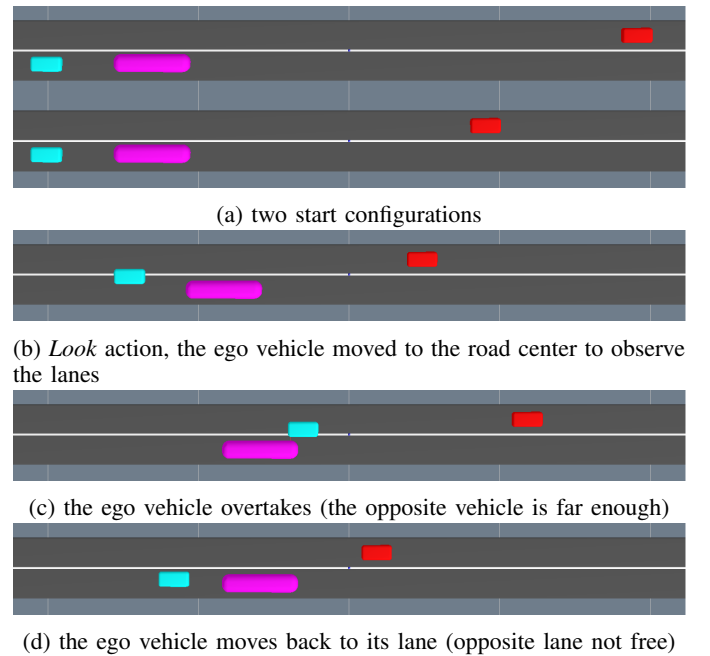 (a) two start configurations
(b) Look action, the ego vehicle moved to the road center to observe
the lanes
(c) the ego vehicle overtakes (the opposite vehicle is far enough)
(d) the ego vehicle moves back to its lane (opposite lane not free)